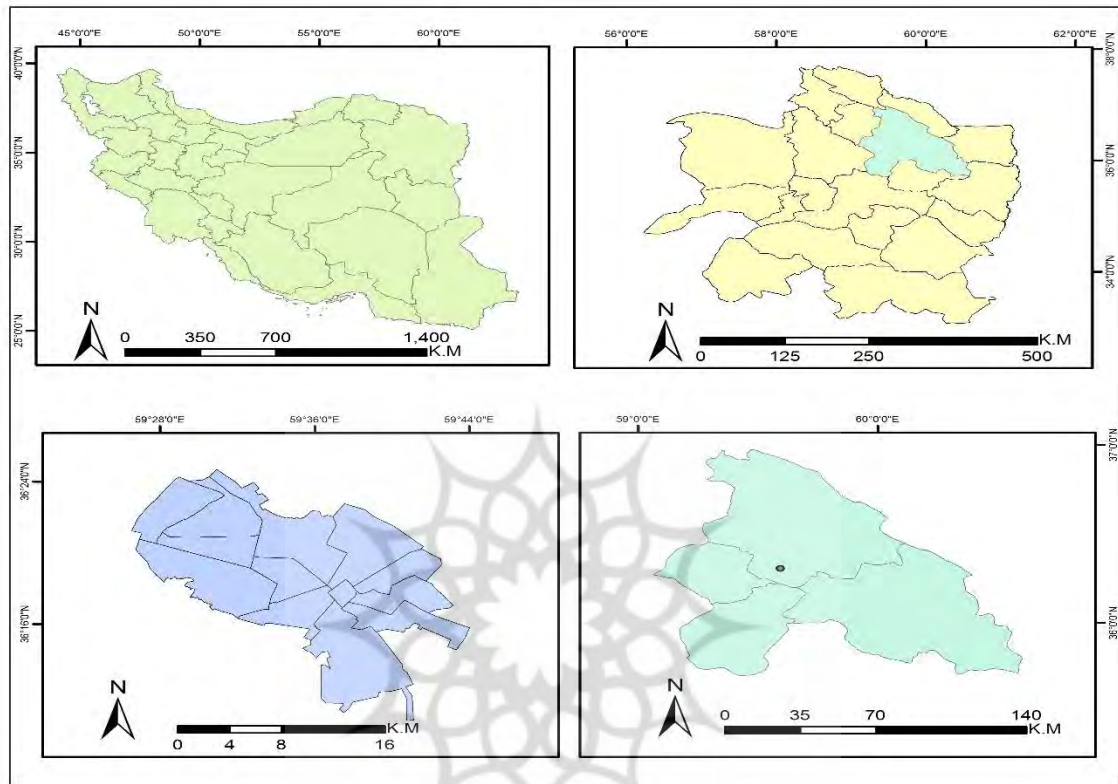 45°0'0"E 50°0'0"E 55°0'0"E 60°0'0"E
40°0'0"N
35°0'0"N
30°0'0"N
25°0'0"N
N
0 350 700 1,400
K.M
56°0'0"E 58°0'0"E 60°0'0"E 62°0'0"E
38°0'0"N
36°0'0"N
34°0'0"N
N
K.M
0 125 250 500
59°28'0"E 59°36'0"E 59°44'0"E
36°24'0"N
36°16'0"N
N
K.M
0 4 8 16
59°0'0"E 60°0'0"E
37°0'0"N
36°0'0"N
N
0 35 70 140
K.M